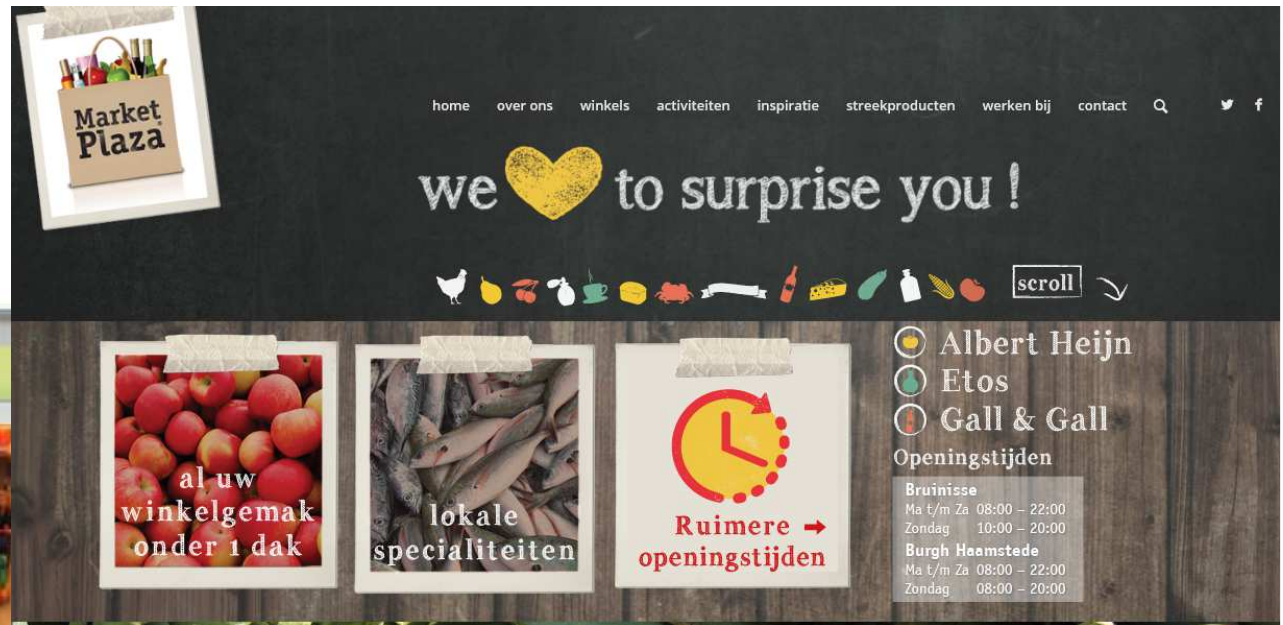 Market
Plaza
home over ons winkels activiteiten inspiratie streekproducten werken bij contact
we to surprise you !
scroll
al uw
winkelgemak
onder 1 dak
lokale
specialiteiten
Ruimere
openingstijden
Albert Heijn
Etos
Gall & Gall
Openingstijden
Bruinisse
Ma t/m Za 08:00 – 22:00
Zondag 10:00 – 20:00
Burgh Haamstede
Ma t/m Za 08:00 – 22:00
Zondag 08:00 – 20:00